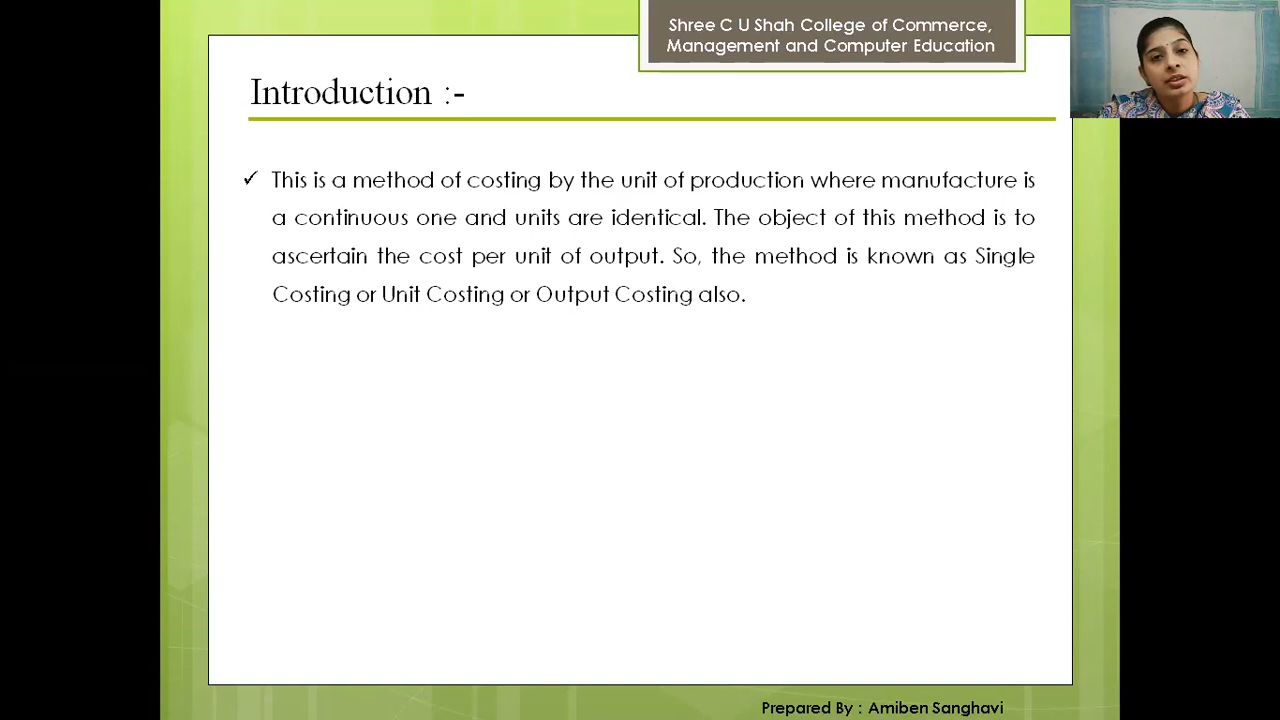 Shree C U Shah College of Commerce,
Management and Computer Education
Introduction :-
✓ This is a method of costing by the unit of production where manufacture is
a continuous one and units are identical. The object of this method is to
ascertain the cost per unit of output. So, the method is known as Single
Costing or Unit Costing or Output Costing also.
Prepared By : Amiben Sanghavi